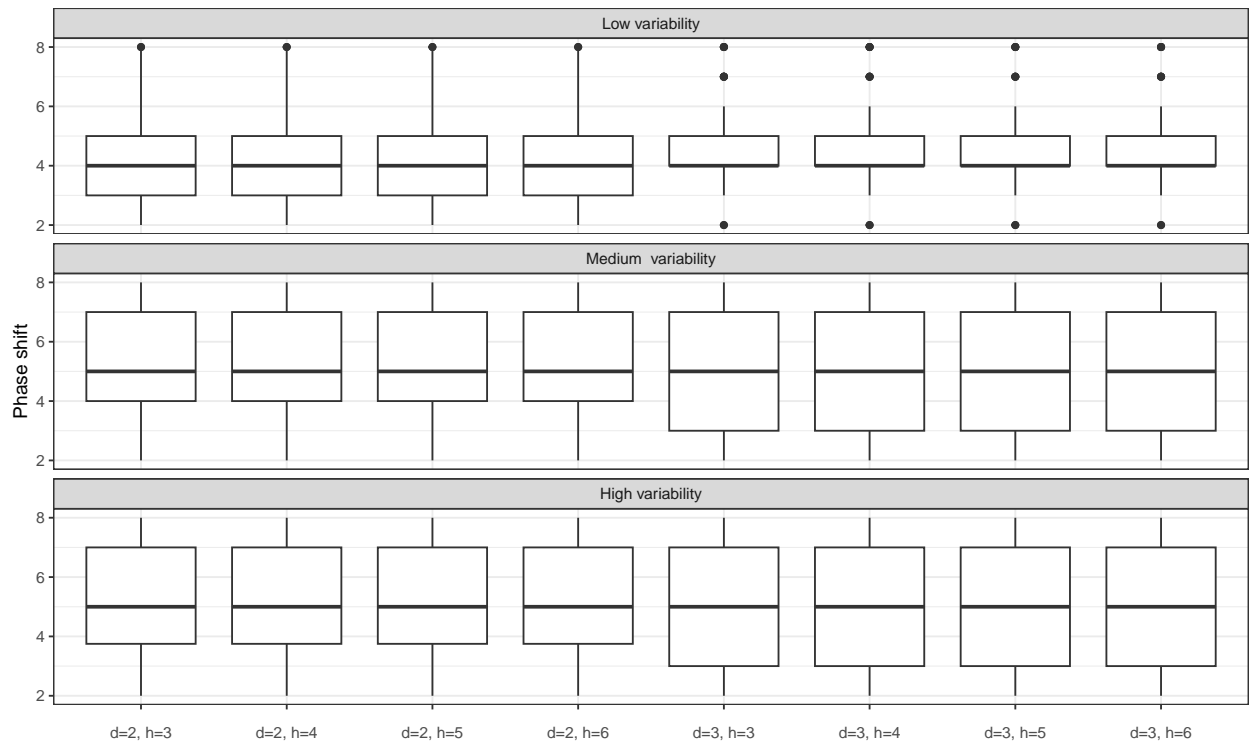 Low variability
8
6
4
2
Medium  variability
8
6
4
2
Phase shift
High variability
8
6
4
2
d=2, h=3 d=2, h=4 d=2, h=5 d=2, h=6 d=3, h=3 d=3, h=4 d=3, h=5 d=3, h=6